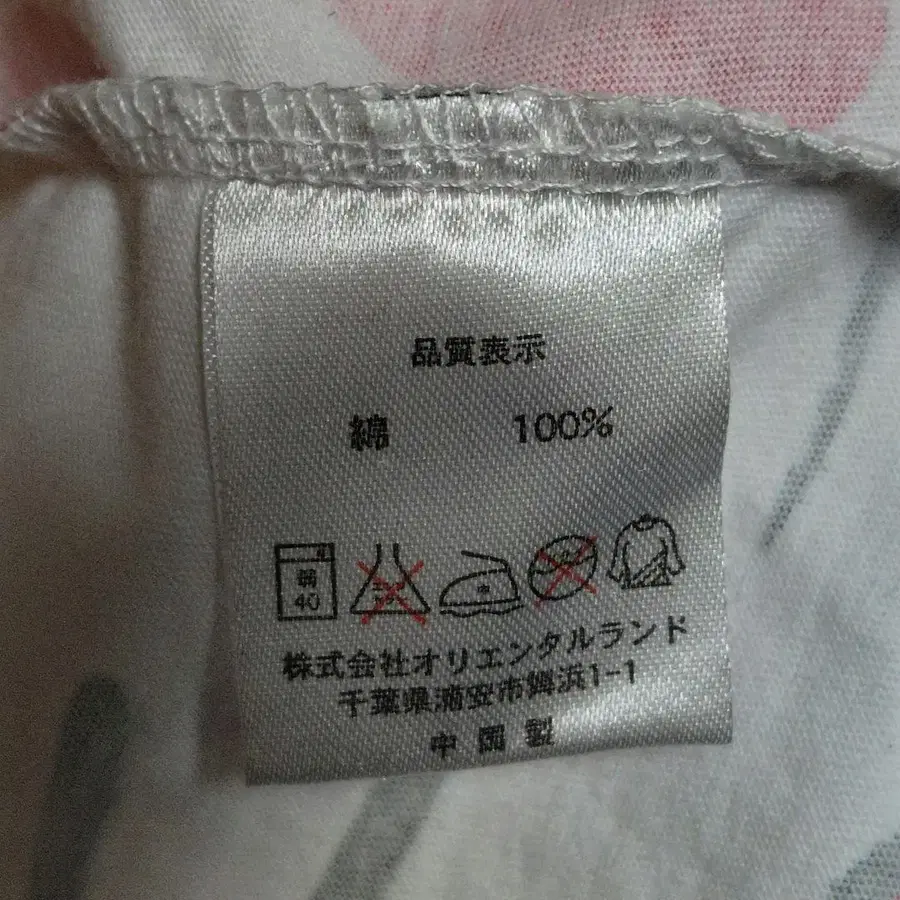 品質表示
綿 100%
弱
40
中
株式会社オリエンタルランド
千葉県浦安市舞浜1-1
中国製